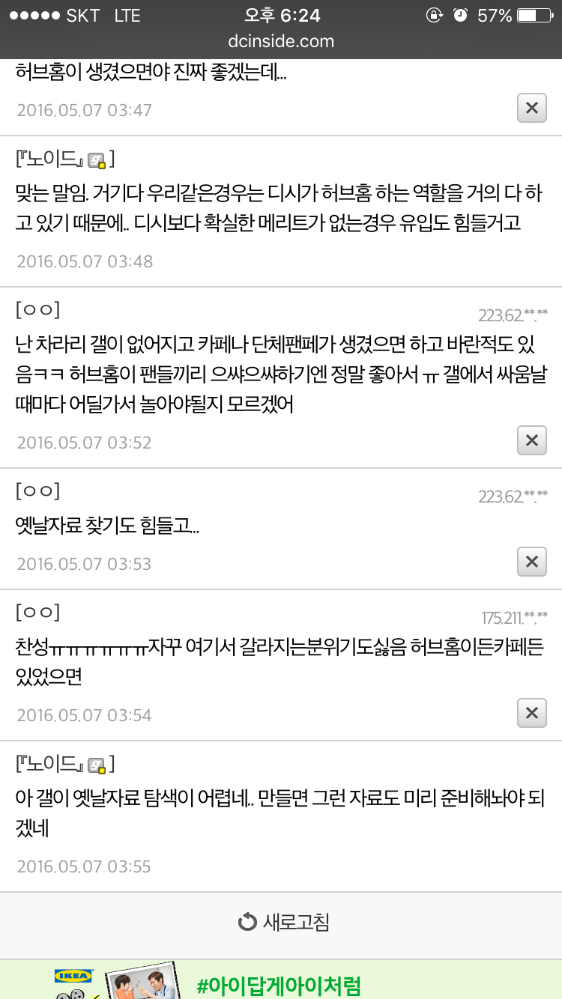 SKT LTE 오후 6:24 57%
dcinside.com
허브홈이 생겼으면야 진짜 좋겠는데...
2016.05.07 03:47
[『노이드』]
맞는 말임. 거기다 우리같은경우는 디시가 허브홈 하는 역할을 거의 다 하
고 있기 때문에.. 디시보다 확실한 메리트가 없는경우 유입도 힘들거고
2016.05.07 03:48
[ㅇㅇ] 223.62.**.**
난 차라리 갤이 없어지고 카페나 단체팬페가 생겼으면 하고 바란적도 있
음ㅋㅋ 허브홈이 팬들끼리 으쌰으쌰하기엔 정말 좋아서 ㅠ 갤에서 싸움날
때마다 어딜가서 놀아야될지 모르겠어
2016.05.07 03:52
[ㅇㅇ] 223.62.**.**
옛날자료 찾기도 힘들고...
2016.05.07 03:53
[ㅇㅇ] 175.211.**.**
찬성ㅠㅠㅠㅠㅠㅠ자꾸 여기서 갈라지는분위기도싫음 허브홈이든카페든
있었으면
2016.05.07 03:54
[『노이드』]
아 갤이 옛날자료 탐색이 어렵네.. 만들면 그런 자료도 미리 준비해놔야 되
겠네
2016.05.07 03:55
새로고침
IKEA
#아이답게아이처럼